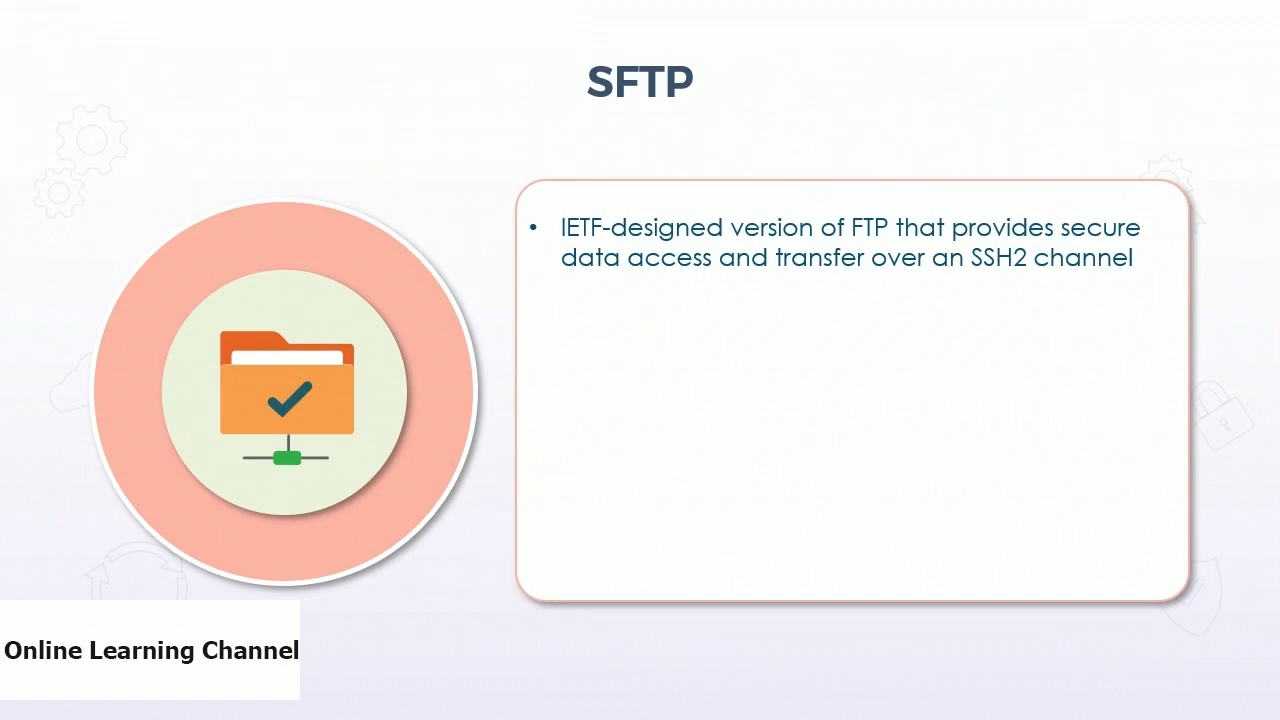 SFTP
• IETF-designed version of FTP that provides secure
data access and transfer over an SSH2 channel
Online Learning Channel